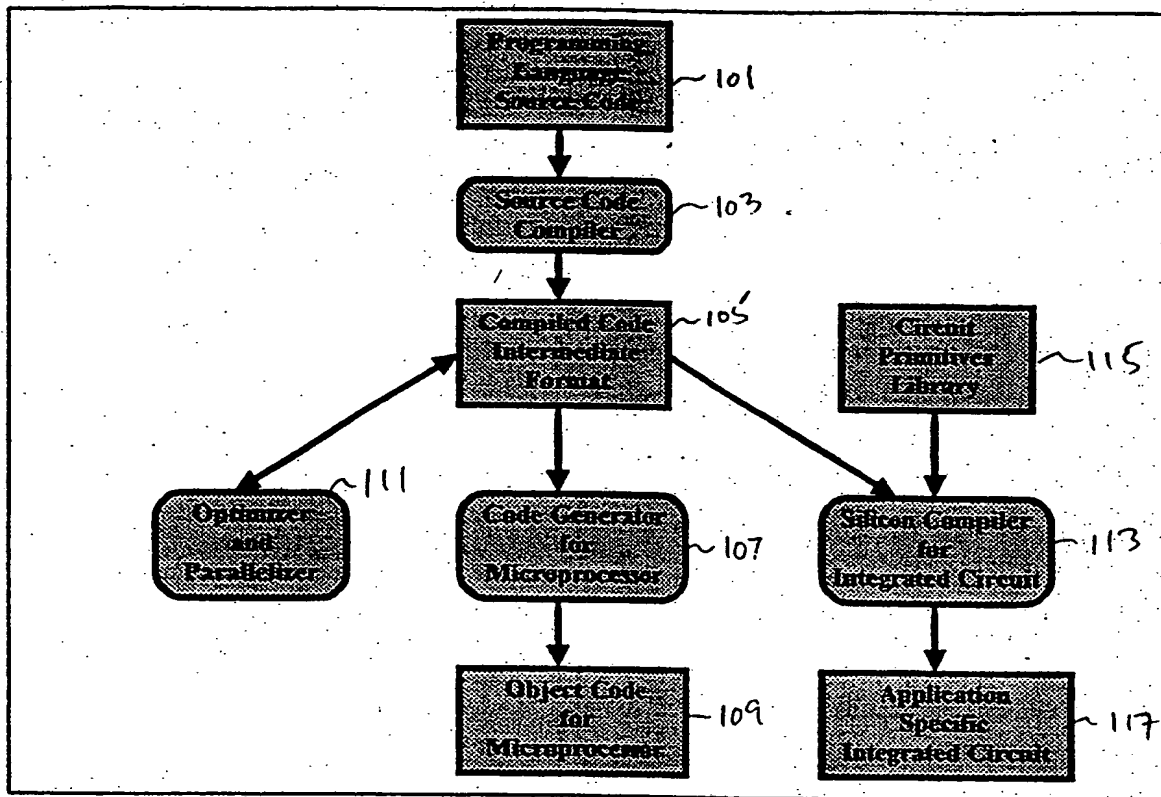 Programming
Language
Source Code
101
Source Code
Compiler
103
Compiled Code
Intermediate
Format
105
Circuit
Primitives
Library
115
Optimizer
and
Parallelizer
111
Code Generator
for
Microprocessor
107
Silicon Compiler
for
Integrated Circuit
113
Object Code
for
Microprocessor
109
Application
Specific
Integrated Circuit
117